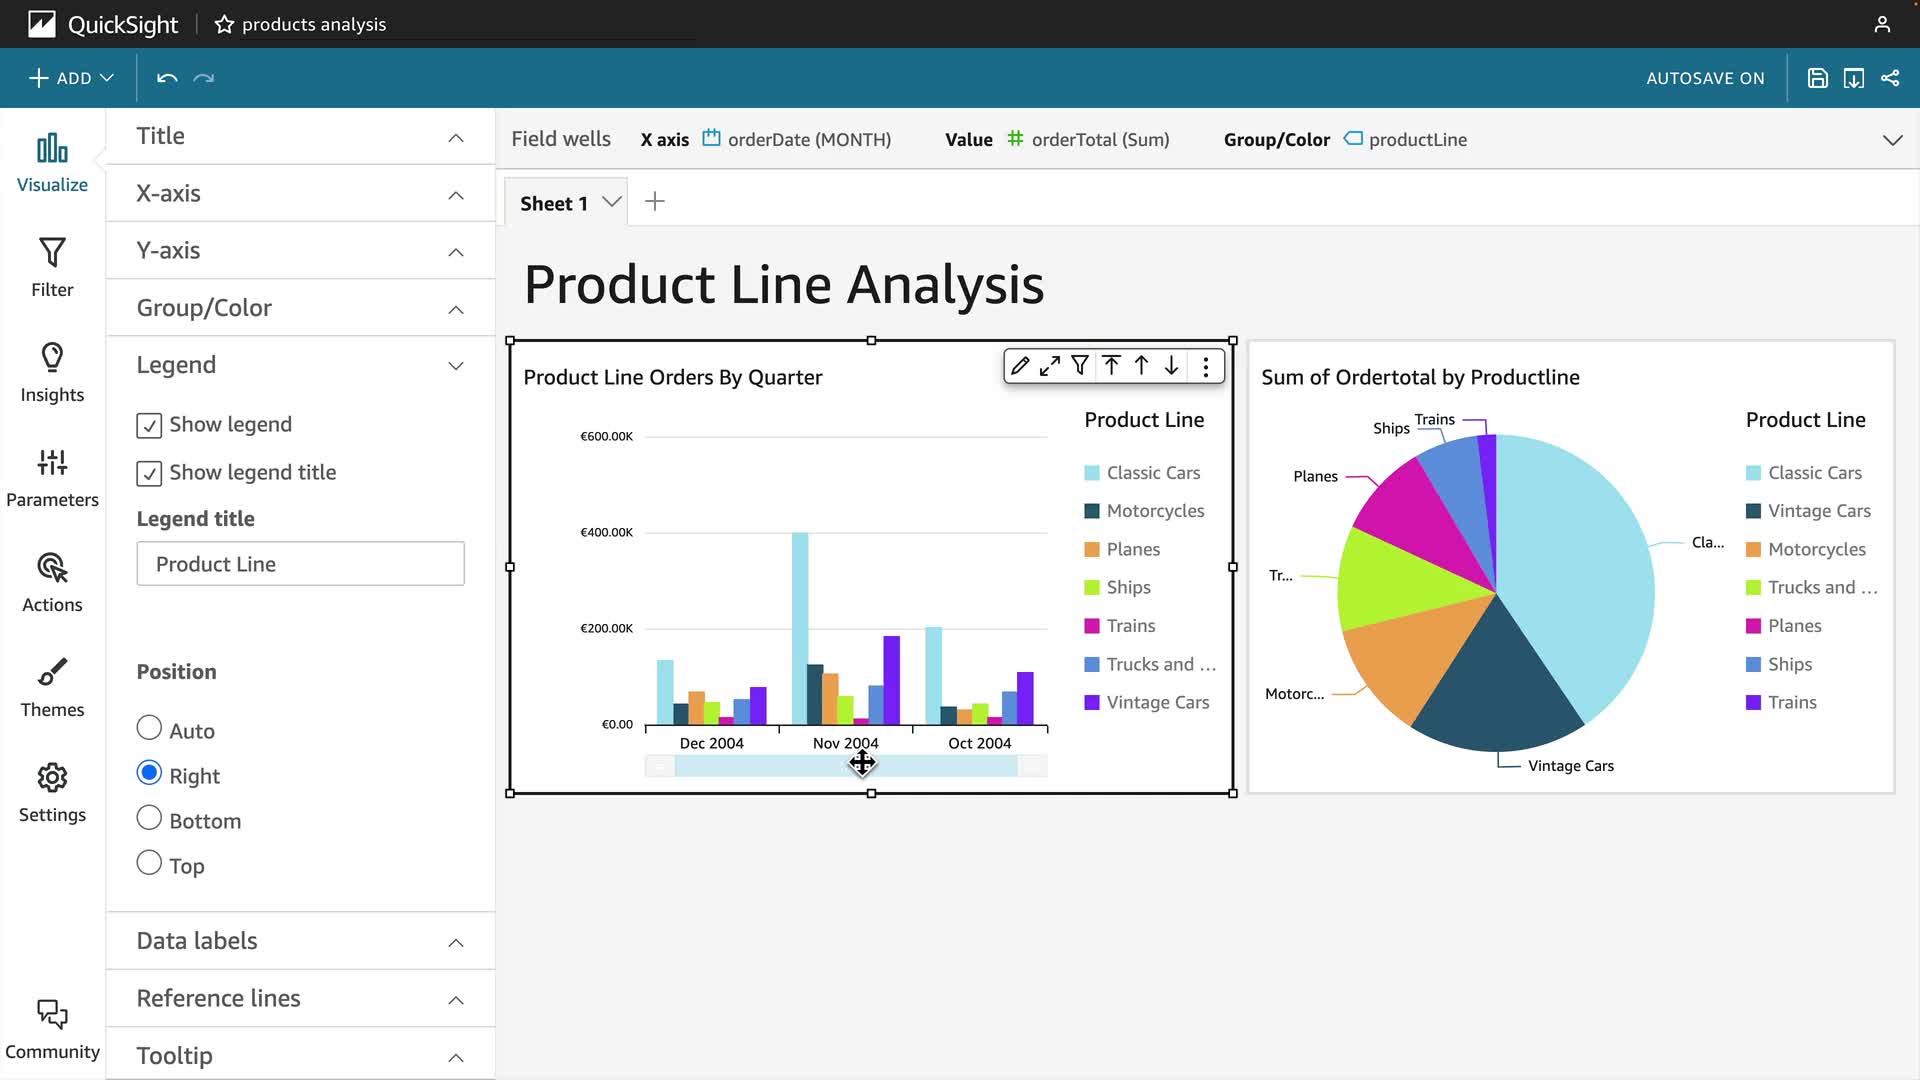 QuickSight
products analysis
ADD
AUTOSAVE ON
Visualize
Filter
Insights
Parameters
Actions
Themes
Settings
Community
Title
X-axis
Y-axis
Group/Color
Legend
Show legend
Show legend title
Legend title
Product Line
Position
Auto
Right
Bottom
Top
Data labels
Reference lines
Tooltip
Field wells X axis orderDate (MONTH) Value orderTotal (Sum) Group/Color productLine
Sheet 1
Product Line Analysis
Product Line Orders By Quarter
€600.00K
€400.00K
€200.00K
€0.00
Dec 2004 Nov 2004 Oct 2004
Product Line
Classic Cars
Motorcycles
Planes
Ships
Trains
Trucks and ...
Vintage Cars
Sum of Ordertotal by Productline
Trains
Ships
Planes
Cla...
Tr...
Motorc...
Vintage Cars
Product Line
Classic Cars
Vintage Cars
Motorcycles
Trucks and ...
Planes
Ships
Trains